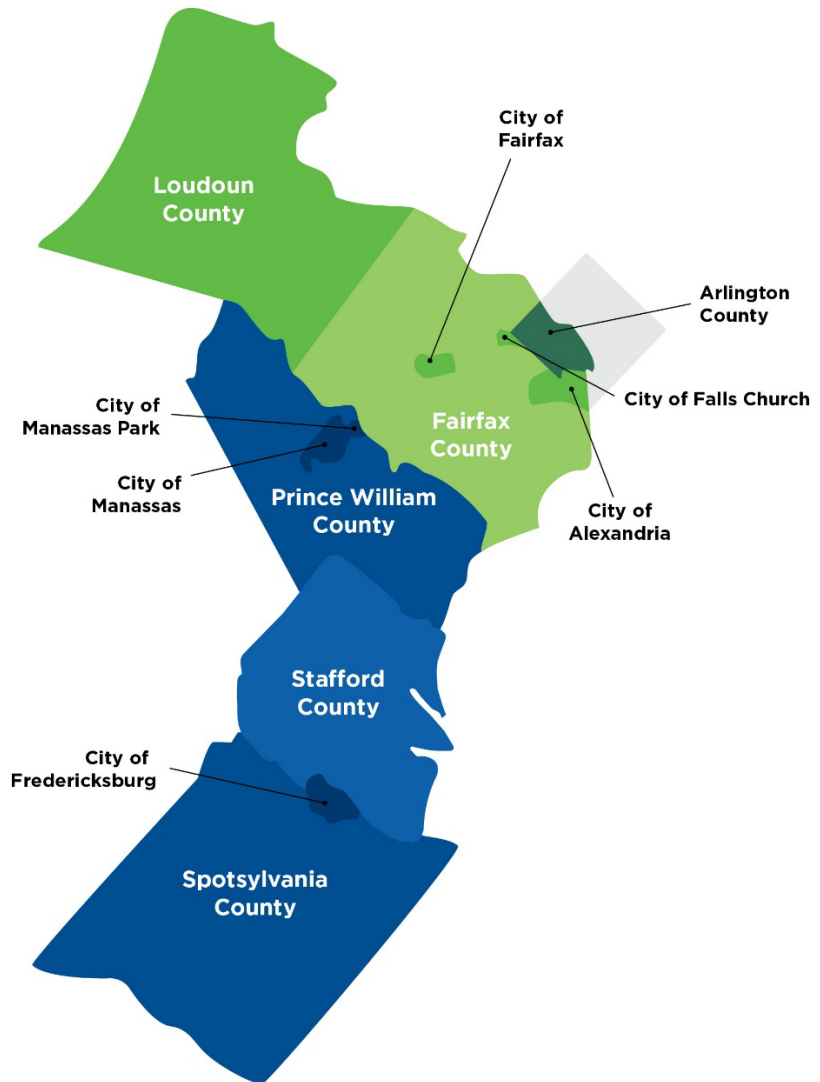 City of
Fairfax
Loudoun
County
Arlington
County
City of Falls Church
City of
Manassas Park
Fairfax
County
City of
Manassas
Prince William
County
City of
Alexandria
Stafford
County
City of
Fredericksburg
Spotsylvania
County